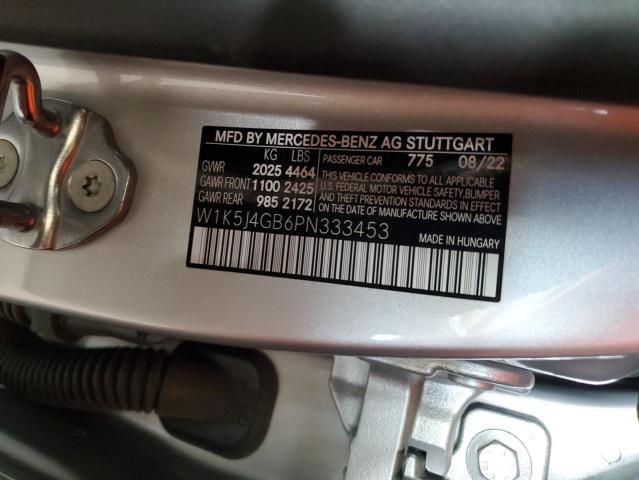 MFD BY MERCEDES-BENZ AG STUTTGART
KG LBS
GVWR 2025 4464
GAWR FRONT 1100 2425
GAWR REAR 985 2172
PASSENGER CAR 775 08/22
THIS VEHICLE CONFORMS TO ALL APPLICABLE
U.S. FEDERAL MOTOR VEHICLE SAFETY, BUMPER
AND THEFT PREVENTION STANDARDS IN EFFECT
ON THE DATE OF MANUFACTURE SHOWN ABOVE.
W1K5J4GB6PN333453
MADE IN HUNGARY